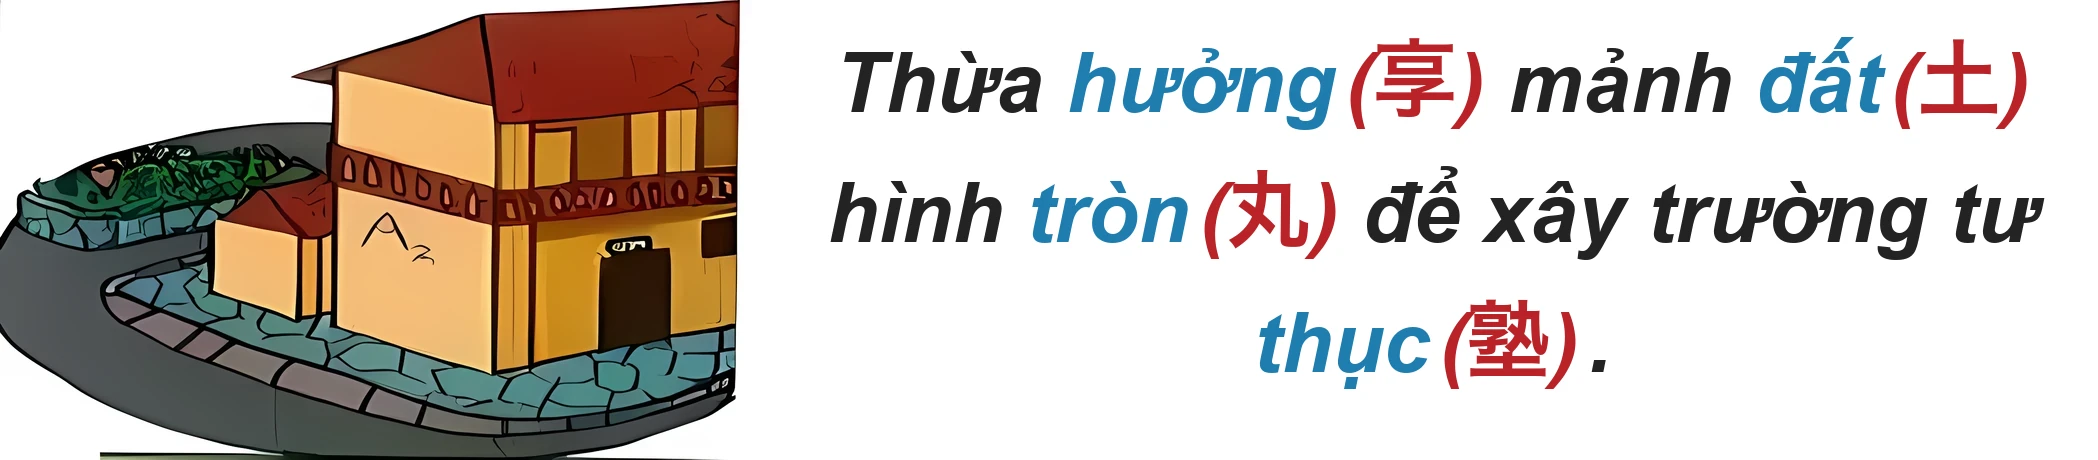 Thừa hưởng(享) mảnh đất(土)
hình tròn(丸) để xây trường tư
thục(塾).